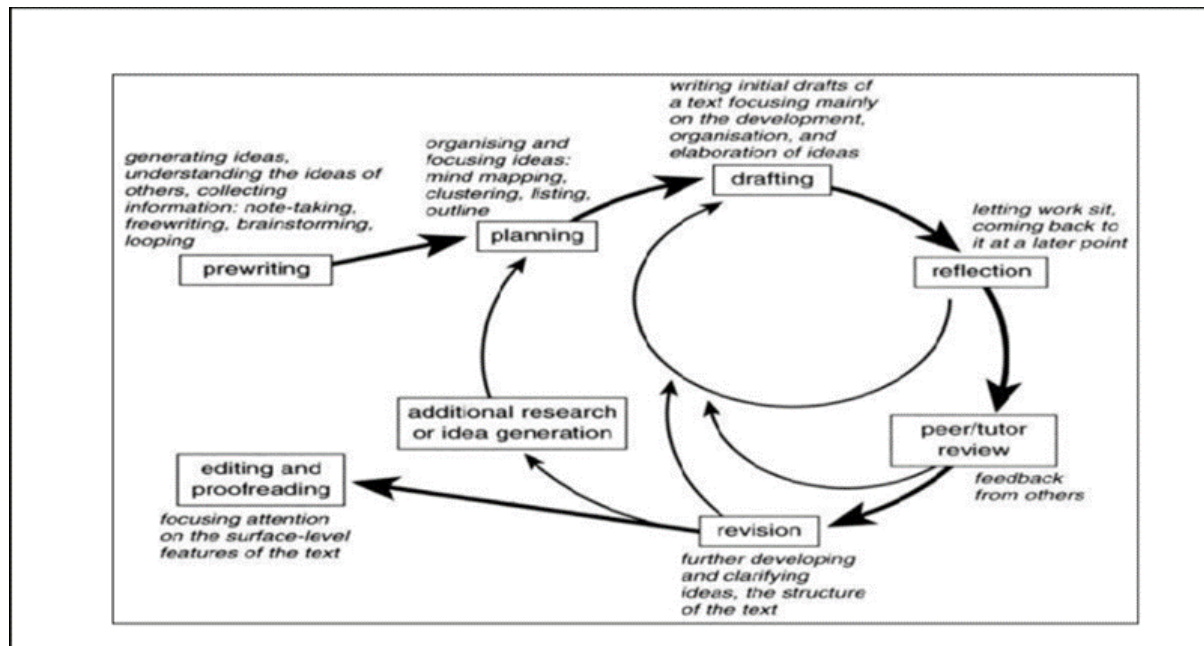 generating ideas,
understanding the ideas of
others, collecting
information: note-taking,
freewriting, brainstorming,
looping
prewriting
organising and
focusing ideas:
mind mapping,
clustering, listing,
outline
planning
writing initial drafts of
a text focusing mainly
on the development,
organisation, and
elaboration of ideas
drafting
letting work sit,
coming back to
it at a later point
reflection
peer/tutor
review
feedback
from others
revision
further developing
and clarifying
ideas, the structure
of the text
additional research
or idea generation
editing and
proofreading
focusing attention
on the surface-level
features of the text